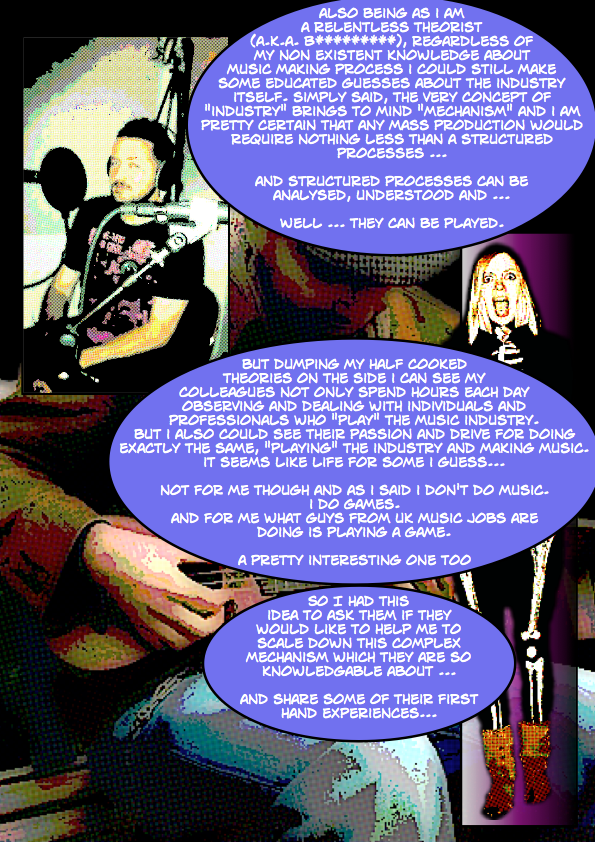 ALSO BEING AS I AM
A RELENTLESS THEORIST
(A.K.A. B*********), REGARDLESS OF
MY NON EXISTENT KNOWLEDGE ABOUT
MUSIC MAKING PROCESS I COULD STILL MAKE
SOME EDUCATED GUESSES ABOUT THE INDUSTRY
ITSELF. SIMPLY SAID, THE VERY CONCEPT OF
"INDUSTRY" BRINGS TO MIND "MECHANISM" AND I AM
PRETTY CERTAIN THAT ANY MASS PRODUCTION WOULD
REQUIRE NOTHING LESS THAN A STRUCTURED
PROCESSES ...
AND STRUCTURED PROCESSES CAN BE
ANALYSED, UNDERSTOOD AND ...
WELL ... THEY CAN BE PLAYED.
BUT DUMPING MY HALF COOKED
THEORIES ON THE SIDE I CAN SEE MY
COLLEAGUES NOT ONLY SPEND HOURS EACH DAY
OBSERVING AND DEALING WITH INDIVIDUALS AND
PROFESSIONALS WHO "PLAY" THE MUSIC INDUSTRY.
BUT I ALSO COULD SEE THEIR PASSION AND DRIVE FOR DOING
EXACTLY THE SAME, "PLAYING" THE INDUSTRY AND MAKING MUSIC.
IT SEEMS LIKE LIFE FOR SOME I GUESS...
NOT FOR ME THOUGH AND AS I SAID I DON'T DO MUSIC.
I DO GAMES.
AND FOR ME WHAT GUYS FROM UK MUSIC JOBS ARE
DOING IS PLAYING A GAME.
A PRETTY INTERESTING ONE TOO
SO I HAD THIS
IDEA TO ASK THEM IF THEY
WOULD LIKE TO HELP ME TO
SCALE DOWN THIS COMPLEX
MECHANISM WHICH THEY ARE SO
KNOWLEDGABLE ABOUT ...
AND SHARE SOME OF THEIR FIRST
HAND EXPERIENCES...